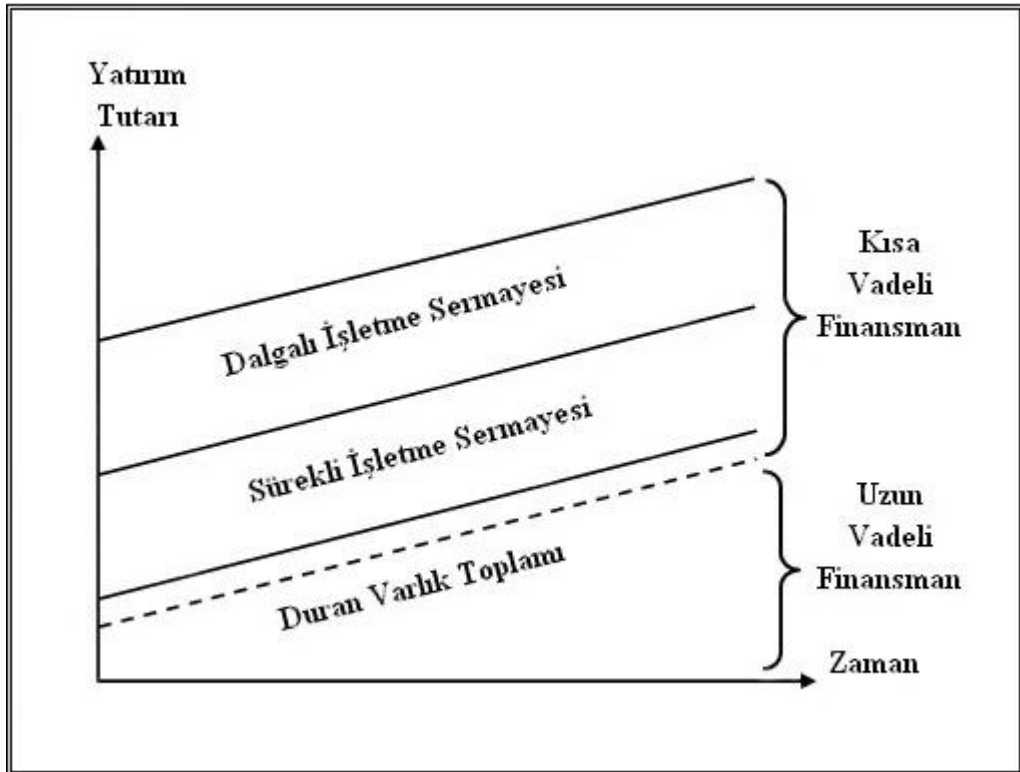 Yatırım
Tutarı
Dalgalı İşletme Sermayesi
Kısa
Vadeli
Finansman
Sürekli İşletme Sermayesi
Uzun
Vadeli
Finansman
Duran Varlık Toplamı
Zaman